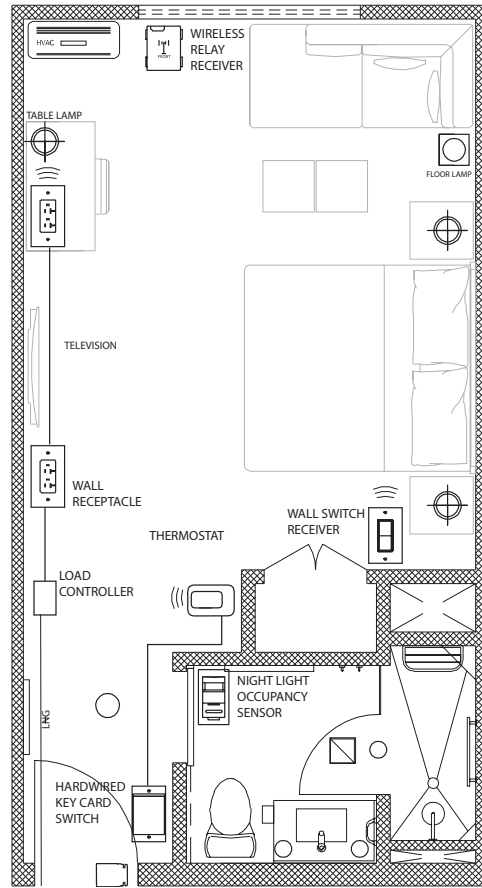 HVAC
FRONT
WIRELESS
RELAY
RECEIVER
TABLE LAMP
FLOOR LAMP
TELEVISION
WALL
RECEPTACLE
WALL SWITCH
RECEIVER
THERMOSTAT
LOAD
CONTROLLER
NIGHT LIGHT
OCCUPANCY
SENSOR
HARDWIRED
KEY CARD
SWITCH